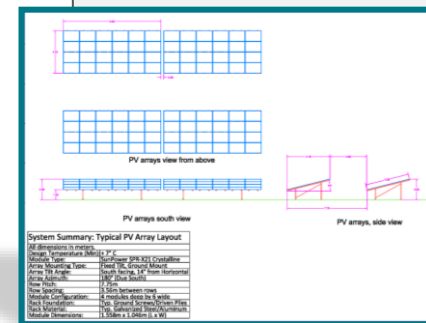 PV arrays view from above
PV arrays south view
PV arrays, side view
System Summary: Typical PV Array Layout
All dimensions in meters.
Design Temperature (Min): + 7° C
Module Type: SunPower SPR-X21 Crystalline
Array Mounting Type: Fixed Tilt, Ground Mount
Array Tilt Angle: South facing, 14° from Horizontal
Array Azimuth: 180° (Due South)
Row Pitch: 7.75m
Row Spacing: 3.56m between rows
Module Configuration: 4 modules deep by 6 wide
Rack Foundation: Typ. Ground Screws/Driven Piles
Rack Material: Typ. Galvanized Steel/Aluminum
Module Dimensions: 1.558m x 1.046m (L x W)